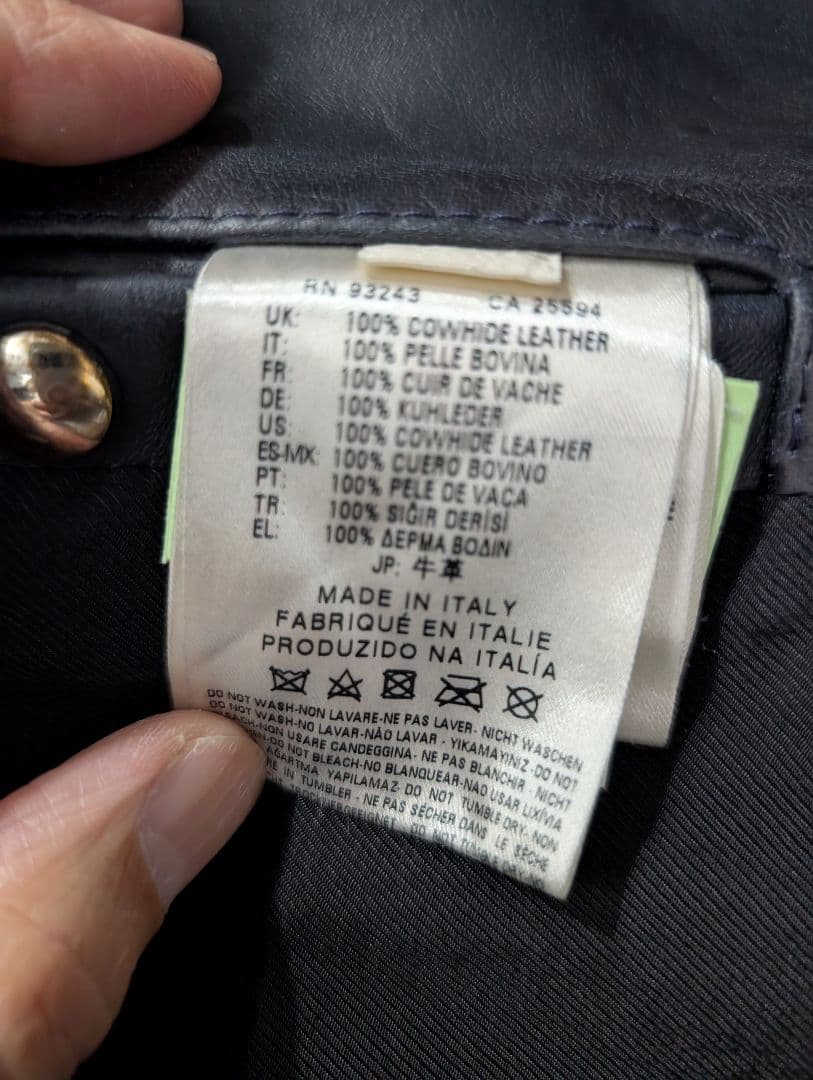 RN 93243 CA 25594
UK: 100% COWHIDE LEATHER
IT: 100% PELLE BOVINA
FR: 100% CUIR DE VACHE
DE: 100% KUHLEDER
US: 100% COWHIDE LEATHER
ES-MX: 100% CUERO BOVINO
PT: 100% PELE DE VACA
TR: 100% SIĞIR DERİSİ
EL: 100% ΔΕΡΜΑ ΒΟΔΙΝ
JP: 牛革
MADE IN ITALY
FABRIQUÉ EN ITALIE
PRODUZIDO NA ITALÍA
DO NOT WASH-NON LAVARE-NE PAS LAVER- NICHT WASCHEN
DO NOT WASH-NO LAVAR-NÃO LAVAR - YIKAMAYINIZ-DO NOT
BLEACH-NON USARE CANDEGGINA- NE PAS BLANCHIR - NICHT
DO NOT BLEACH-NO BLANQUEAR-NÃO USAR LIXÍVIA
AĞARTMA YAPILAMAZ- DO NOT TUMBLE DRY- NON
IN TUMBLER - NE PAS SÉCHER DANS LE SÈCHE
DO NOT TUMBLE DRY-NO